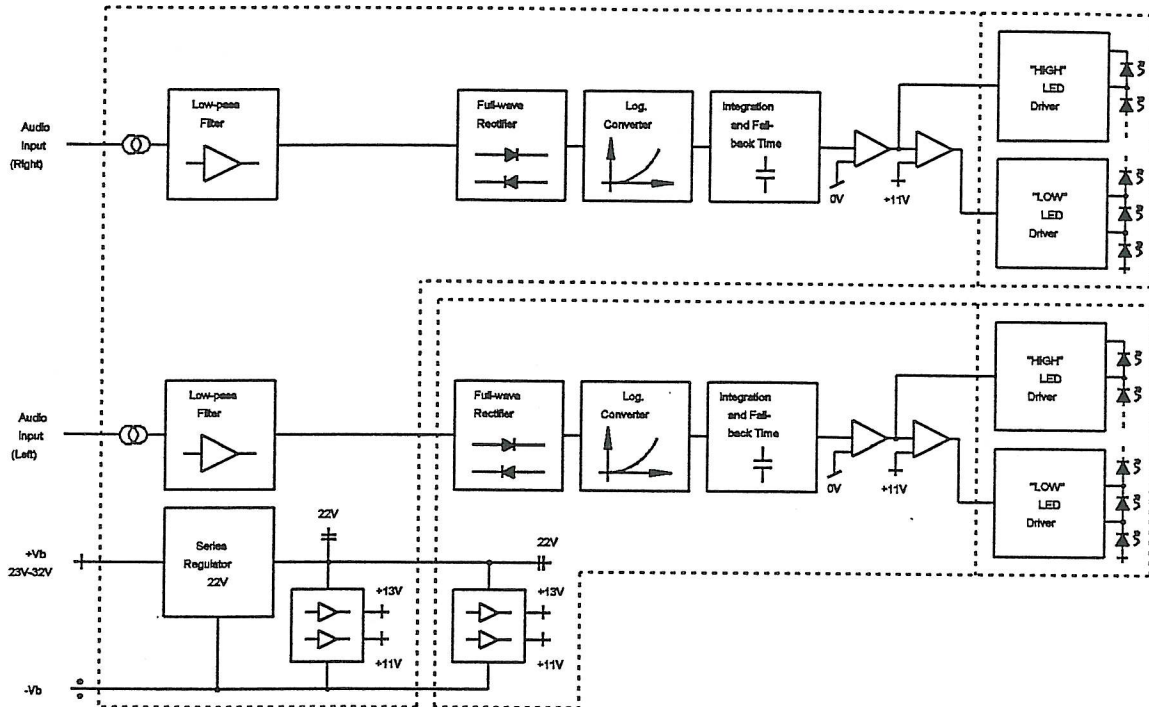 Audio
Input
(Right)
Low-pass
Filter
Full-wave
Rectifier
Log.
Converter
Integration
and Fall-
back Time
0V
+11V
"HIGH"
LED
Driver
"LOW"
LED
Driver
Audio
Input
(Left)
Low-pass
Filter
Full-wave
Rectifier
Log.
Converter
Integration
and Fall-
back Time
0V
+11V
"HIGH"
LED
Driver
"LOW"
LED
Driver
+Vb
23V-32V
Series
Regulator
22V
22V
+13V
+11V
22V
+13V
+11V
-Vb